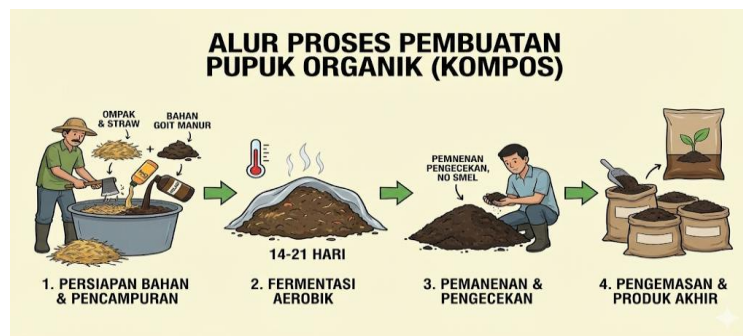 ALUR PROSES PEMBUATAN
PUPUK ORGANIK (KOMPOS)
OMPAK
& STRAW
+
BAHAN
GOIT MANUR
14-21 HARI
PEMNENAN
PENGECEKAN,
NO SMEL
1. PERSIAPAN BAHAN
& PENCAMPURAN
2. FERMENTASI
AEROBIK
3. PEMANENAN &
PENGECEKAN
4. PENGEMASAN &
PRODUK AKHIR